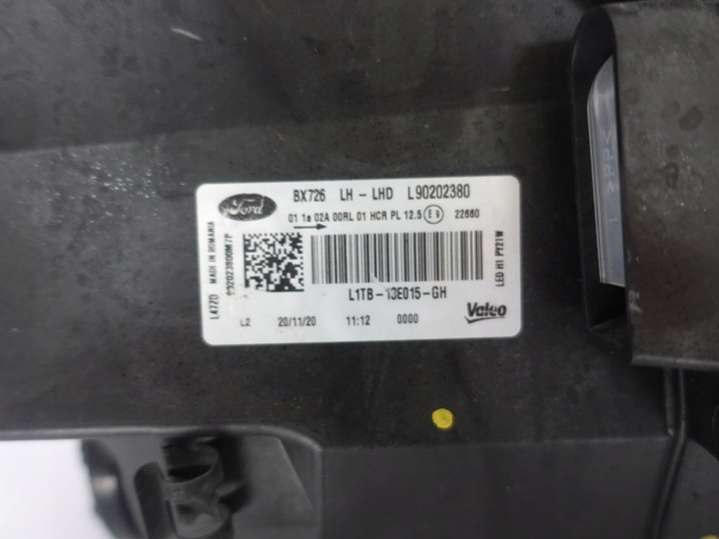 Ford
BX726 LH - LHD L90202380
01 1a 02A 00RL 01 HCR PL 12.5 E9 22660
L1TB-13E015-GH
L2 20/11/20 11:12 0000
Valeo
MADE IN ROMANIA
LED H1 PY21W